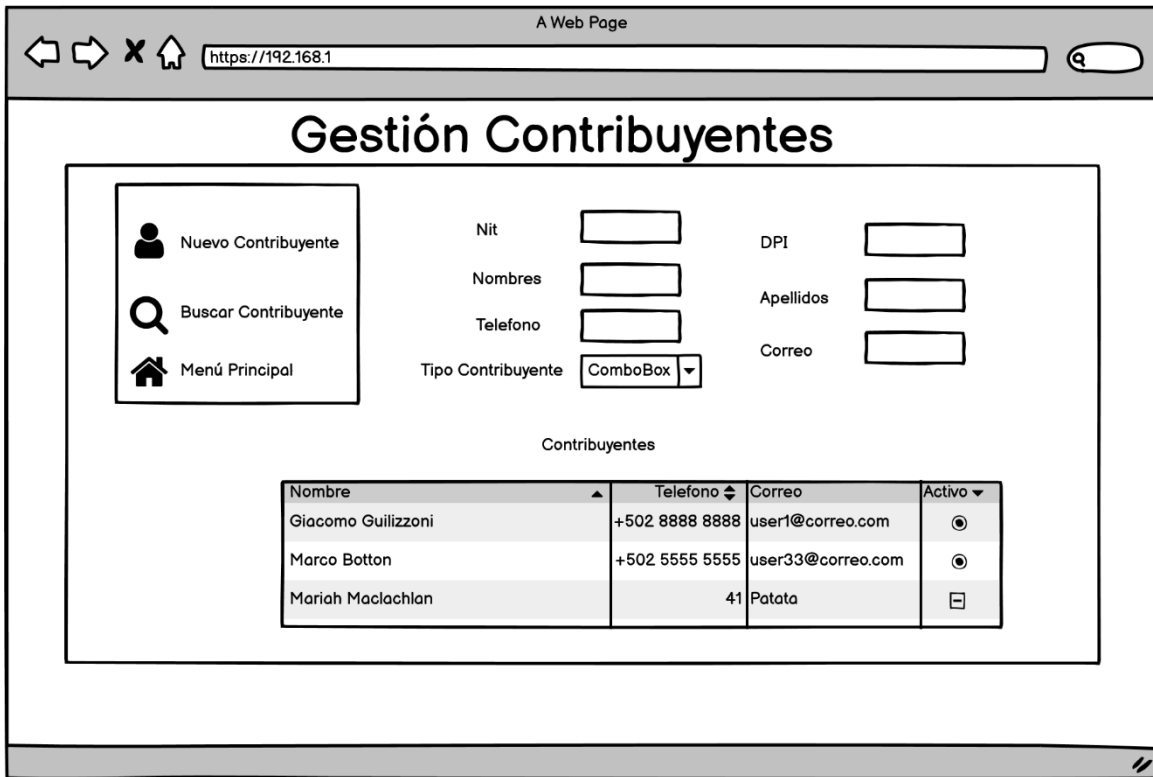 A Web Page
https://192.168.1
Gestión Contribuyentes
Nuevo Contribuyente
Buscar Contribuyente
Menú Principal
Nit
DPI
Nombres
Apellidos
Telefono
Correo
Tipo Contribuyente ComboBox
Contribuyentes
Nombre Telefono Correo Activo
Giacomo Guilizzoni +502 8888 8888 user1@correo.com
Marco Botton +502 5555 5555 user33@correo.com
Mariah Maclachlan 41 Patata